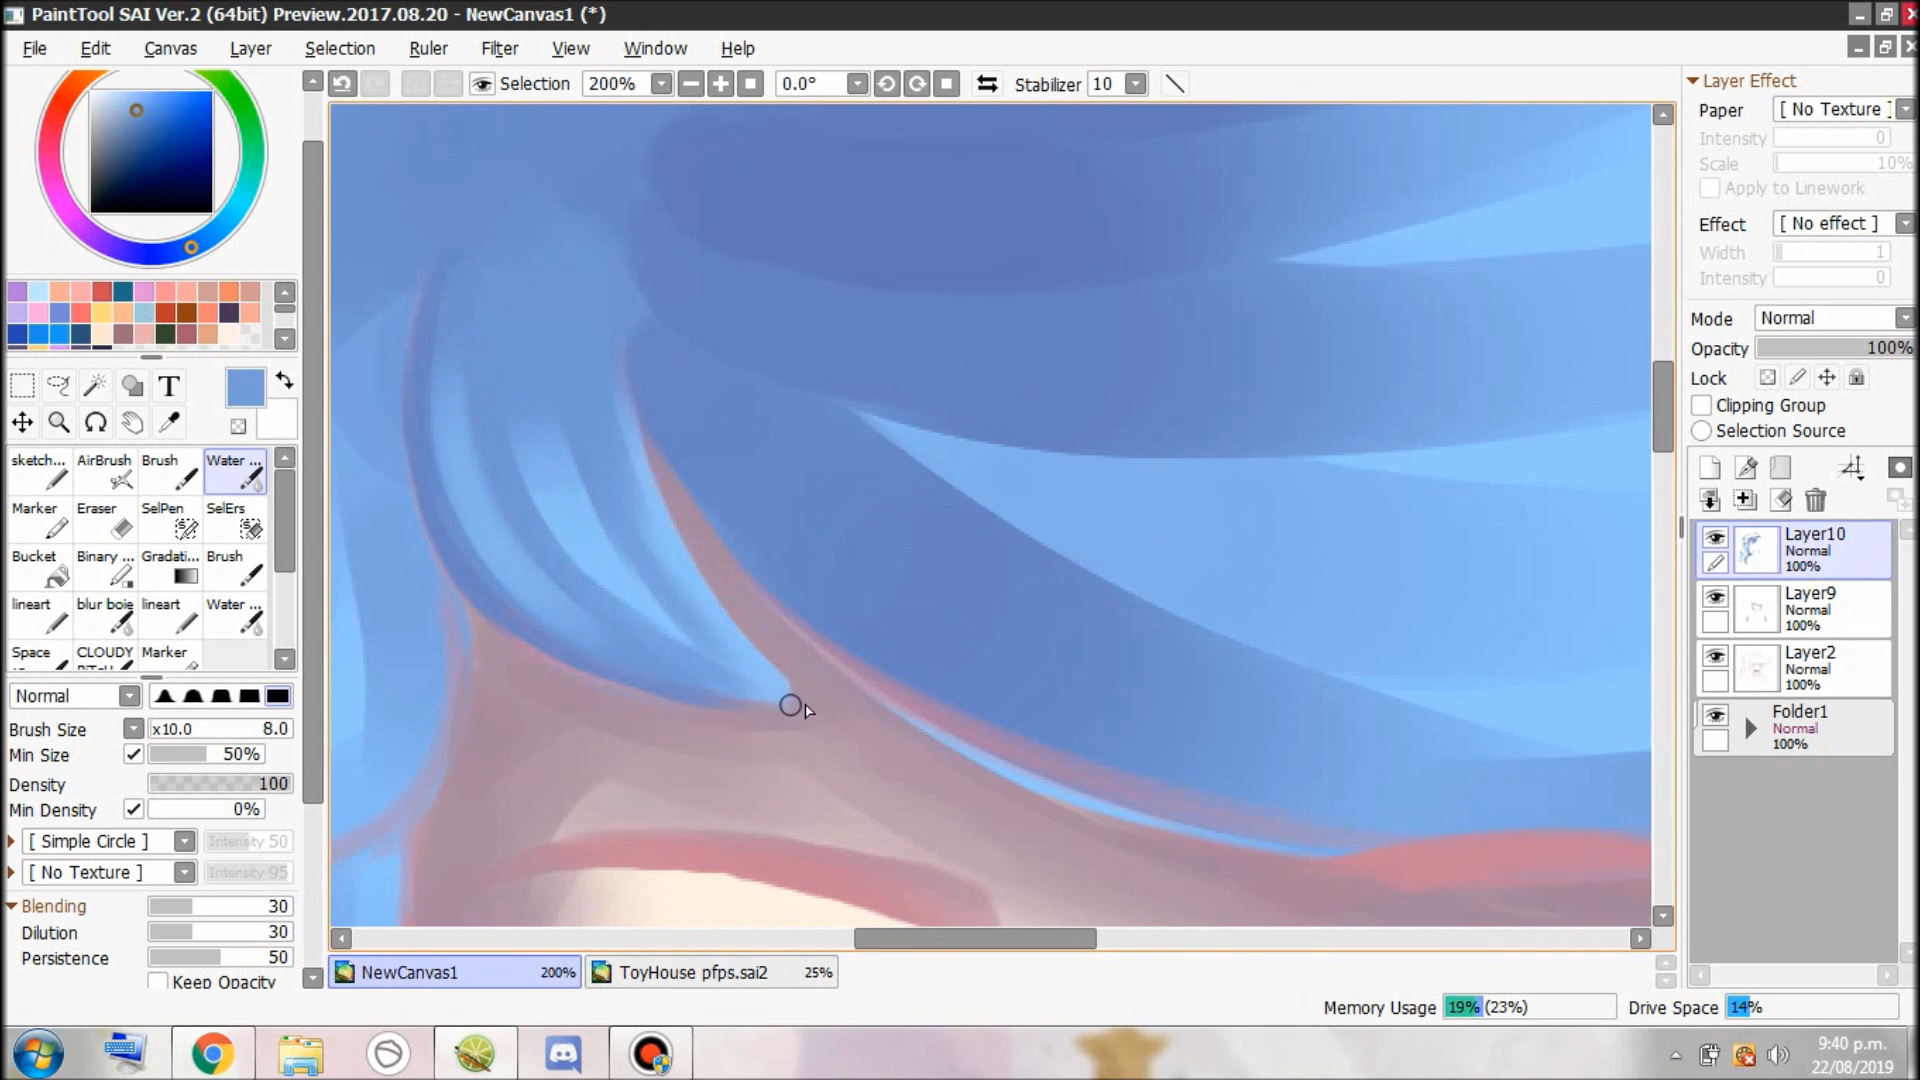 PaintTool SAI Ver.2 (64bit) Preview.2017.08.20 - NewCanvas1 (*)
File Edit Canvas Layer Selection Ruler Filter View Window Help
Selection 200% 0.0° Stabilizer 10
Layer Effect
Paper [ No Texture ]
Intensity 0
Scale 10%
Apply to Linework
Effect [ No effect ]
Width 1
Intensity 0
Mode Normal
Opacity 100%
Lock
Clipping Group
Selection Source
Layer10
Normal
100%
Layer9
Normal
100%
Layer2
Normal
100%
Folder1
Normal
100%
T
sketch... AirBrush Brush Water ...
Marker Eraser SelPen SelErs
Bucket Binary ... Gradati... Brush
lineart blur boie lineart Water ...
Space CLOUDY Marker
Normal
Brush Size x10.0 8.0
Min Size 50%
Density 100
Min Density 0%
[ Simple Circle ] Intensity 50
[ No Texture ] Intensity 95
Blending 30
Dilution 30
Persistence 50
Keep Opacity
NewCanvas1 200% ToyHouse pfps.sai2 25%
Memory Usage 19% (23%) Drive Space 14%
9:40 p.m.
22/08/2019